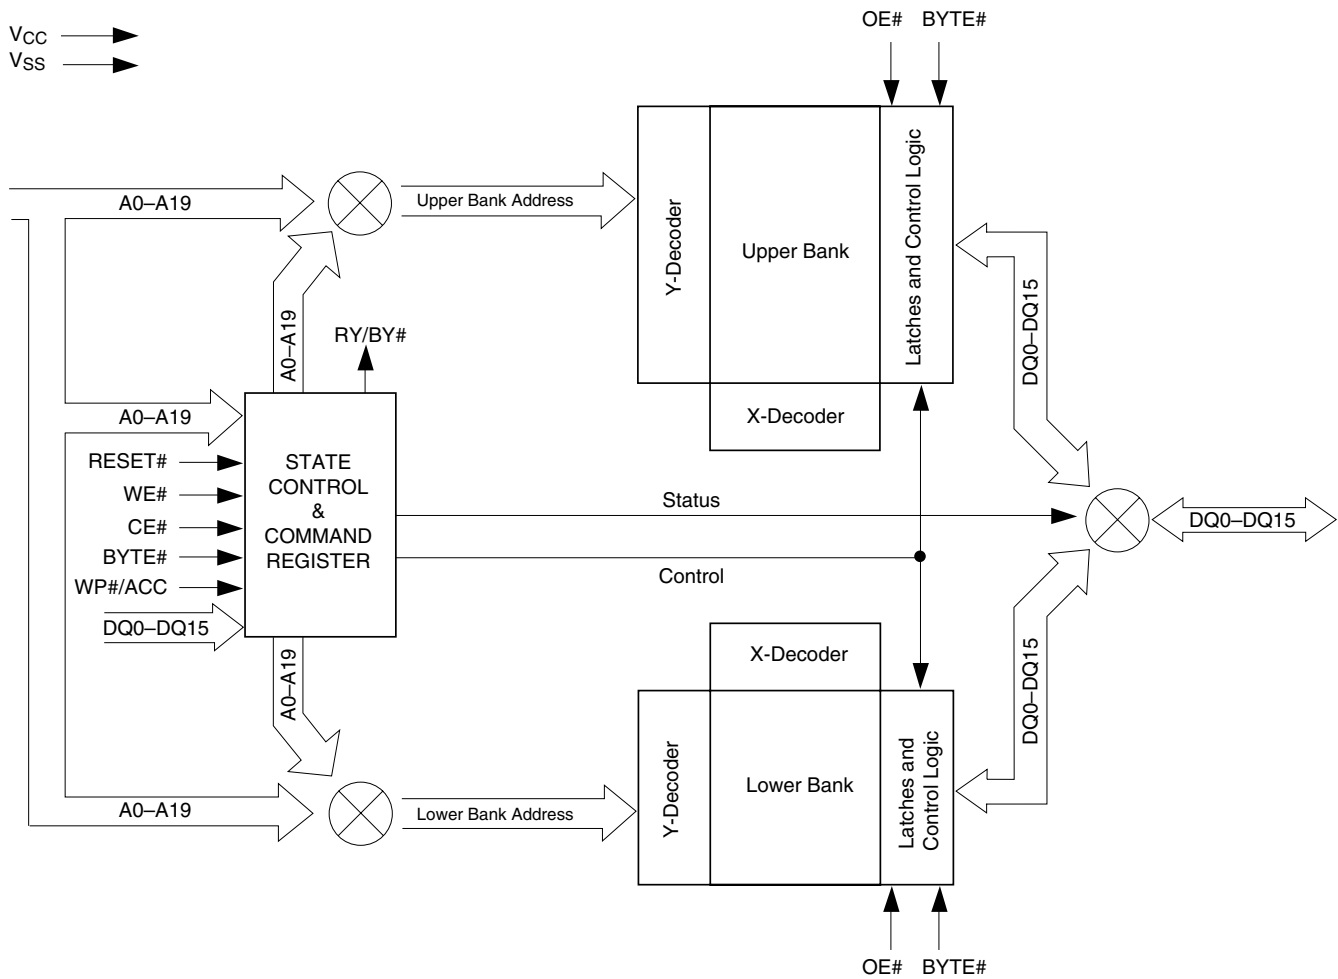 VCC
VSS
OE#
BYTE#
A0–A19
Upper Bank Address
Y-Decoder
Upper Bank
Latches and Control Logic
X-Decoder
DQ0–DQ15
A0–A19
RY/BY#
A0–A19
RESET#
WE#
CE#
BYTE#
WP#/ACC
DQ0–DQ15
STATE
CONTROL
&
COMMAND
REGISTER
Status
Control
DQ0–DQ15
A0–A19
X-Decoder
Y-Decoder
Lower Bank
Latches and
Control Logic
DQ0–DQ15
A0–A19
Lower Bank Address
OE#
BYTE#